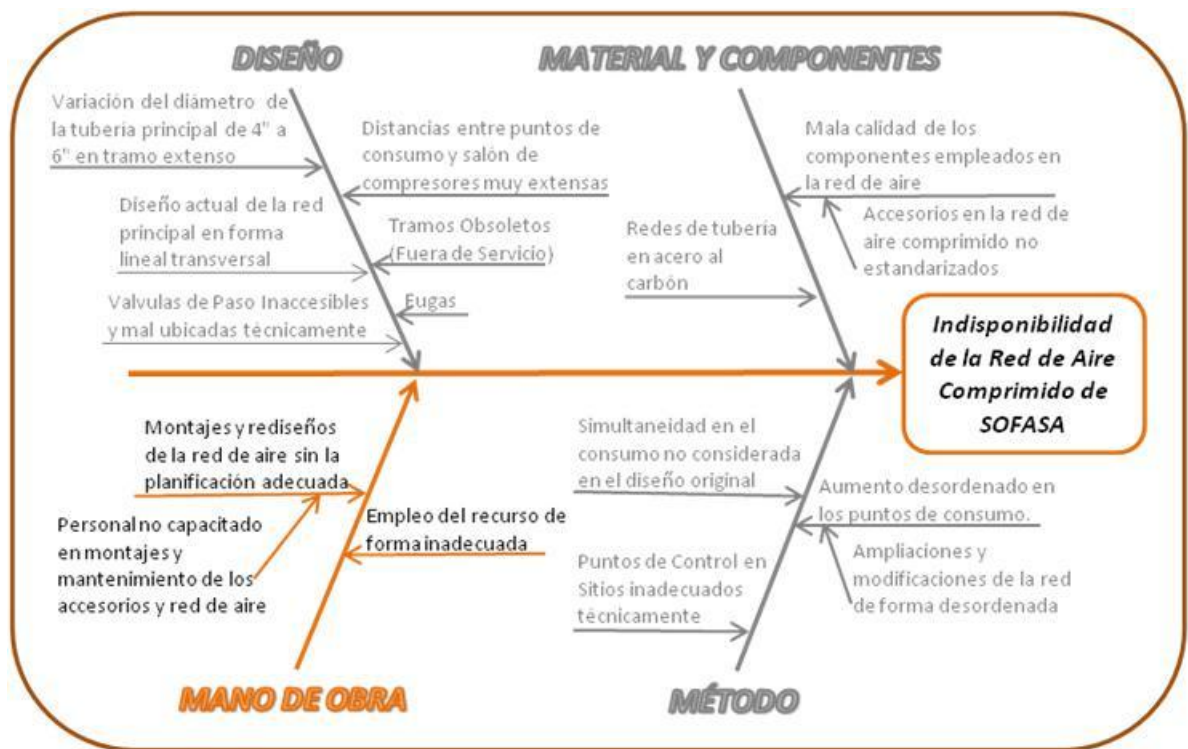 DISEÑO
MATERIAL Y COMPONENTES
Variación del diámetro de
la tubería principal de 4" a
6" en tramo extenso
Distancias entre puntos de
consumo y salón de
compresores muy extensas
Diseño actual de la red
principal en forma
lineal transversal
Tramos Obsoletos
(Fuera de Servicio)
Valvulas de Paso Inaccesibles
y mal ubicadas técnicamente
Eugas
Mala calidad de los
componentes empleados en
la red de aire
Accesorios en la red de
aire comprimido no
estandarizados
Redes de tubería
en acero al
carbón
Indisponibilidad
de la Red de Aire
Comprimido de
SOFASA
Montajes y rediseños
de la red de aire sin la
planificación adecuada
Personal no capacitado
en montajes y
mantenimiento de los
accesorios y red de aire
Empleo del recurso de
forma inadecuada
Simultaneidad en el
consumo no considerada
en el diseño original
Aumento desordenado en
los puntos de consumo.
Puntos de Control en
Sitios inadecuados
técnicamente
Ampliaciones y
modificaciones de la red
de forma desordenada
MANO DE OBRA
MÉTODO